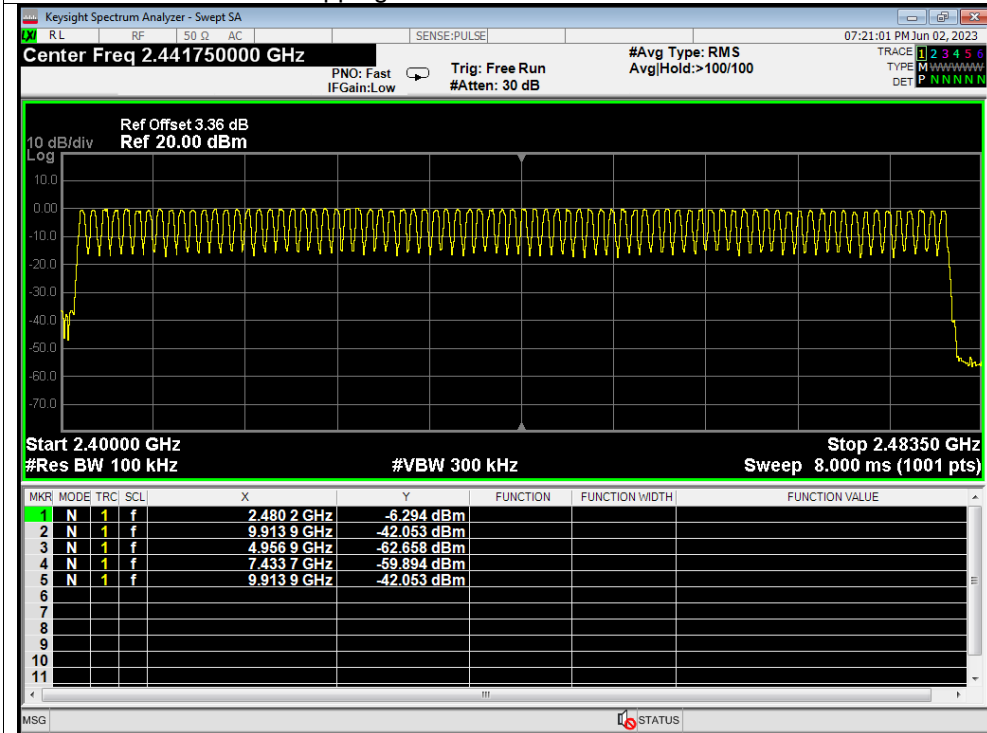 Keysight Spectrum Analyzer - Swept SA
LXI RL RF 50 Ω AC SENSE:PULSE 07:21:01 PM Jun 02, 2023
Center Freq 2.441750000 GHz #Avg Type: RMS TRACE 1 2 3 4 5 6
PNO: Fast Trig: Free Run Avg|Hold:>100/100 TYPE M WWWWW
IFGain:Low #Atten: 30 dB DET P N N N N N
Ref Offset 3.36 dB
10 dB/div Ref 20.00 dBm
Log
10.0
0.00
-10.0
-20.0
-30.0
-40.0
-50.0
-60.0
-70.0
Start 2.40000 GHz Stop 2.48350 GHz
#Res BW 100 kHz #VBW 300 kHz Sweep 8.000 ms (1001 pts)
MKR MODE TRC SCL X Y FUNCTION FUNCTION WIDTH FUNCTION VALUE
1 N 1 f 2.480 2 GHz -6.294 dBm
2 N 1 f 9.913 9 GHz -42.053 dBm
3 N 1 f 4.956 9 GHz -62.658 dBm
4 N 1 f 7.433 7 GHz -59.894 dBm
5 N 1 f 9.913 9 GHz -42.053 dBm
6
7
8
9
10
11
MSG STATUS